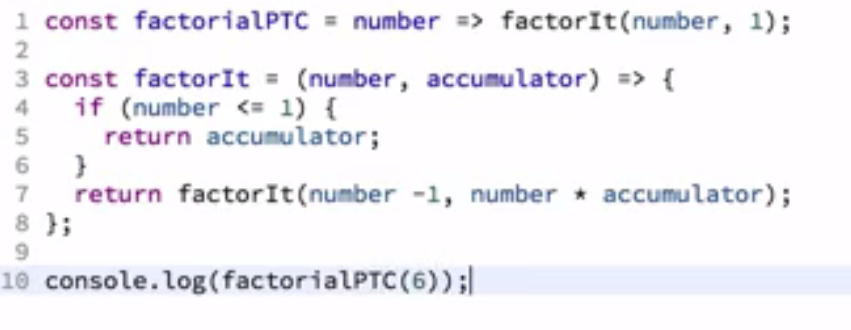 1 const factorialPTC = number => factorIt(number, 1);
2
3 const factorIt = (number, accumulator) => {
4   if (number <= 1) {
5     return accumulator;
6   }
7   return factorIt(number -1, number * accumulator);
8 };
9
10 console.log(factorialPTC(6));